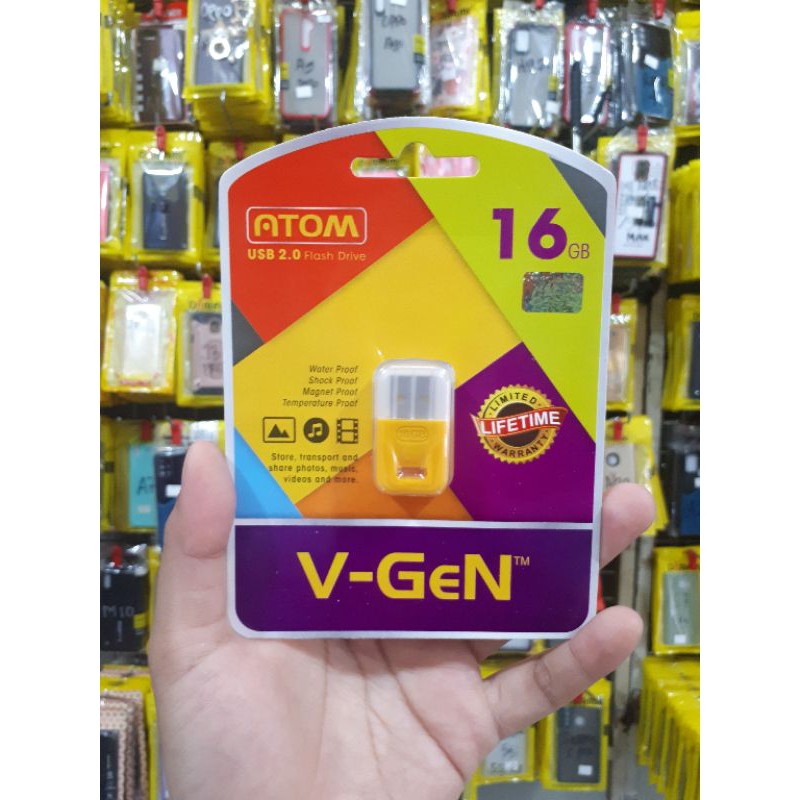 ATOM
USB 2.0 Flash Drive
16 GB
Water Proof
Shock Proof
Magnet Proof
Temperature Proof
Store, transport and
share photos, music,
videos and more.
LIMITED
LIFETIME
WARRANTY
V-GeN™
M10